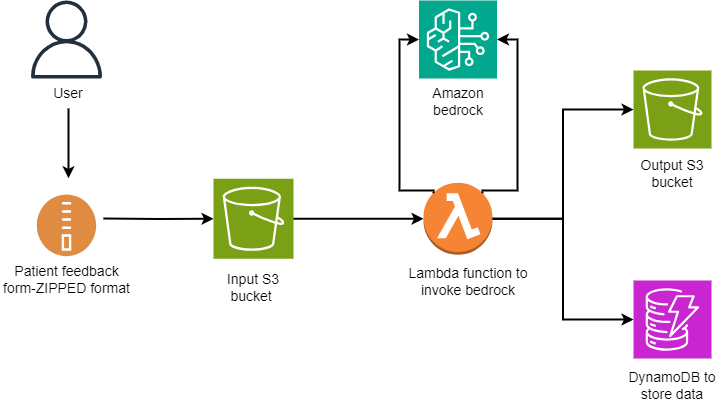 User
Amazon
bedrock
Output S3
bucket
Patient feedback
form-ZIPPED format
Input S3
bucket
Lambda function to
invoke bedrock
DynamoDB to
store data